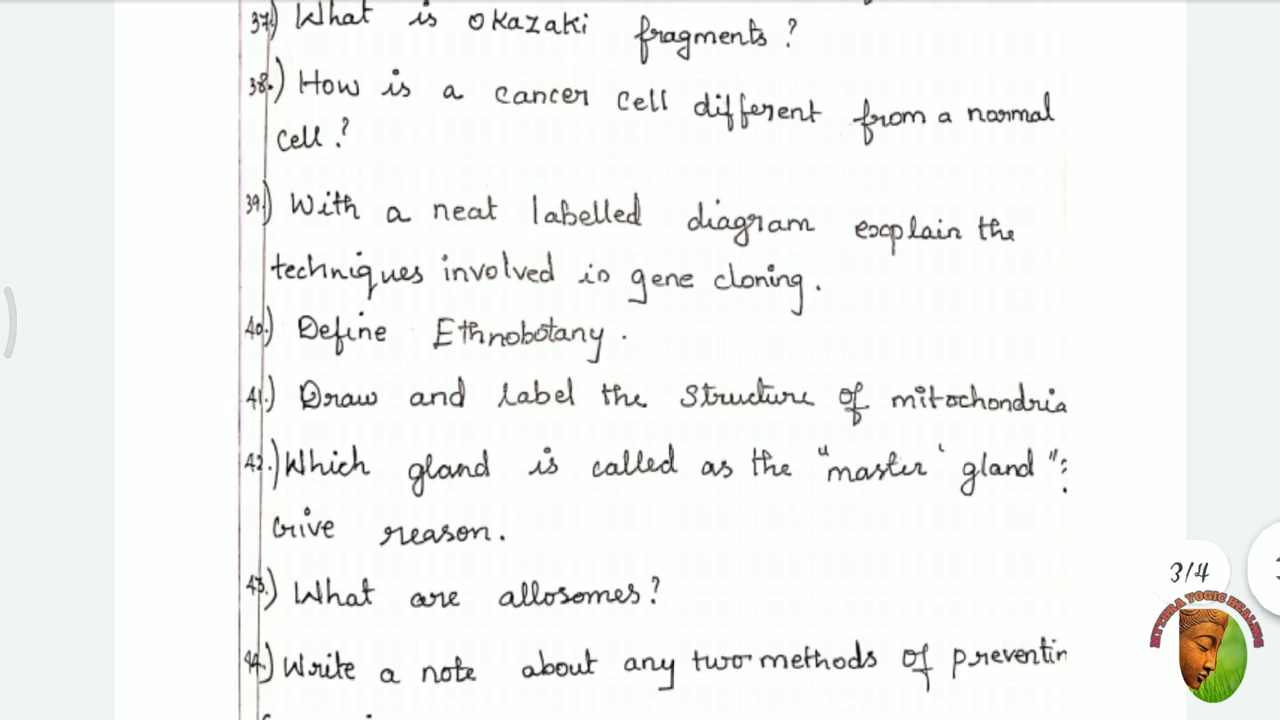 37.) What is Okazaki fragments ?
38.) How is a cancer cell different from a normal
cell ?
39.) With a neat labelled diagram explain the
techniques involved in gene cloning.
40.) Define Ethnobotany.
41.) Draw and label the structure of mitochondria
42.) Which gland is called as the "master' gland" ?
Give reason.
43.) What are allosomes?
44.) Write a note about any two methods of preventin
3/4
MYTHRA YOGIC HEALING